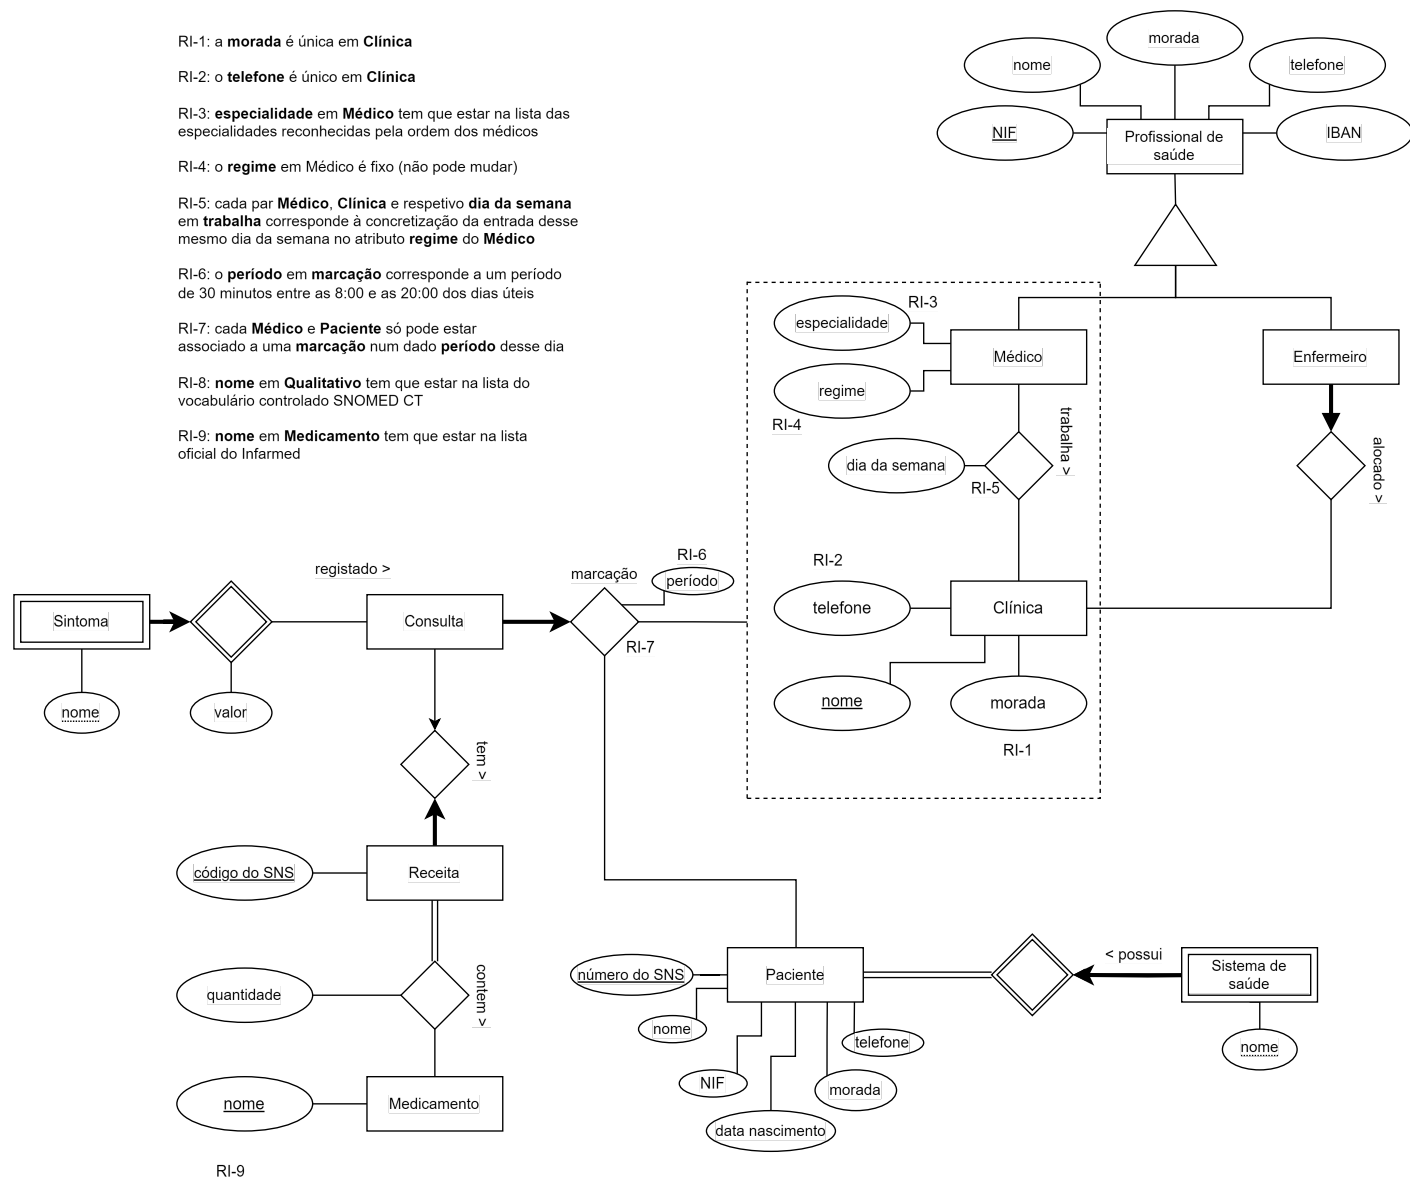 RI-1: a morada é única em Clínica
RI-2: o telefone é único em Clínica
RI-3: especialidade em Médico tem que estar na lista das
especialidades reconhecidas pela ordem dos médicos
RI-4: o regime em Médico é fixo (não pode mudar)
RI-5: cada par Médico, Clínica e respetivo dia da semana
em trabalha corresponde à concretização da entrada desse
mesmo dia da semana no atributo regime do Médico
RI-6: o período em marcação corresponde a um período
de 30 minutos entre as 8:00 e as 20:00 dos dias úteis
RI-7: cada Médico e Paciente só pode estar
associado a uma marcação num dado período desse dia
RI-8: nome em Qualitativo tem que estar na lista do
vocabulário controlado SNOMED CT
RI-9: nome em Medicamento tem que estar na lista
oficial do Infarmed
morada
nome
telefone
NIF
Profissional de
saúde
IBAN
especialidade
RI-3
Médico
Enfermeiro
regime
RI-4
trabalha >
dia da semana
RI-5
alocado >
RI-6
RI-2
registado >
marcação
período
Sintoma
Consulta
telefone
Clínica
RI-7
nome
valor
nome
morada
RI-1
tem >
código do SNS
Receita
quantidade
contem >
nome
Medicamento
RI-9
número do SNS
Paciente
< possui
Sistema de
saúde
nome
telefone
nome
NIF
morada
data nascimento